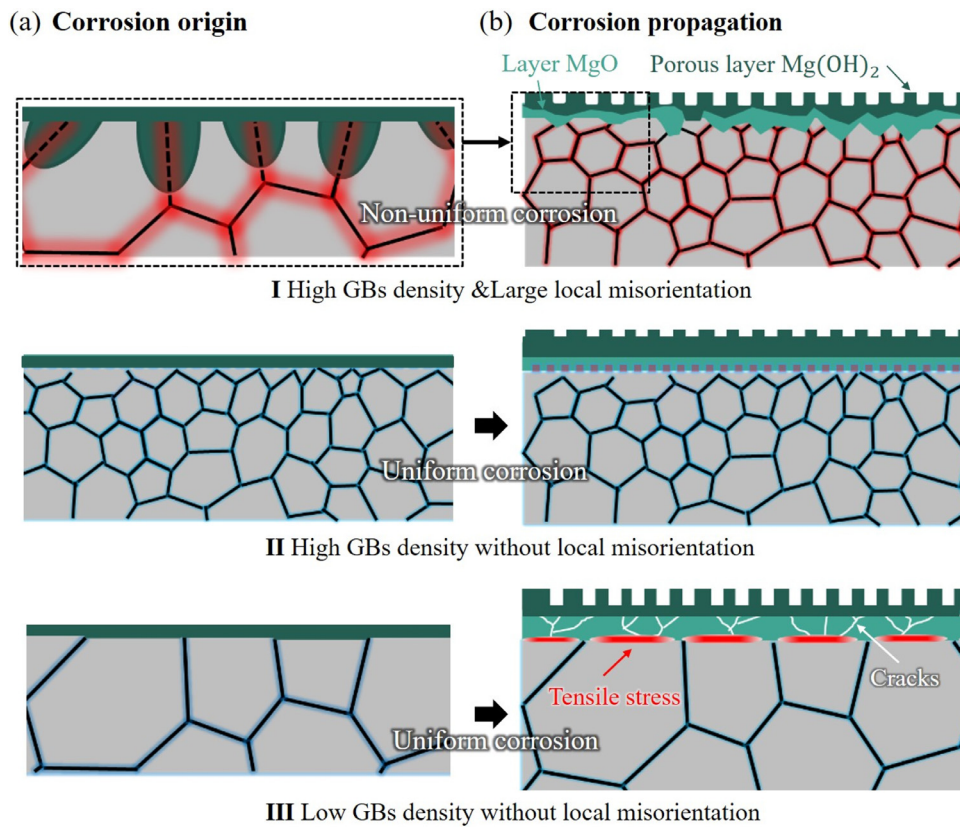 (a) Corrosion origin
(b) Corrosion propagation
Layer MgO
Porous layer Mg(OH)₂
Non-uniform corrosion
I High GBs density &Large local misorientation
Uniform corrosion
II High GBs density without local misorientation
Tensile stress
Cracks
Uniform corrosion
III Low GBs density without local misorientation